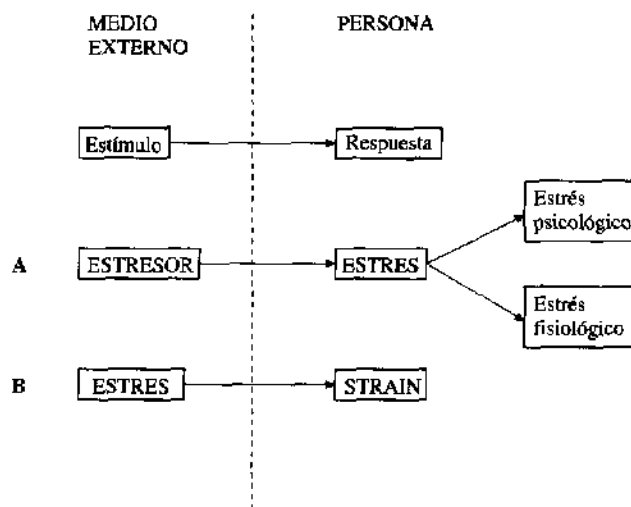 MEDIO
EXTERNO
PERSONA
Estímulo
Respuesta
Estrés
psicológico
A
ESTRESOR
ESTRES
Estrés
fisiológico
B
ESTRES
STRAIN